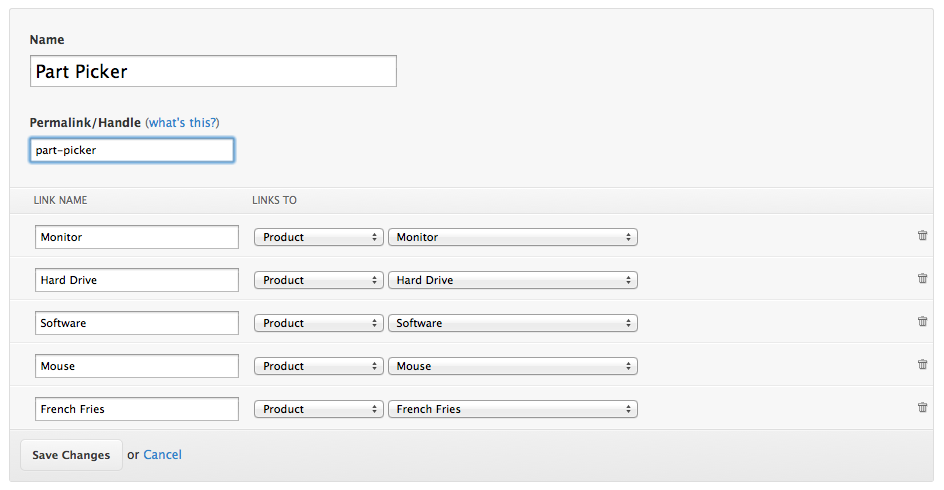 Name
Part Picker
Permalink/Handle (what's this?)
part-picker
LINK NAME LINKS TO
Monitor Product Monitor
Hard Drive Product Hard Drive
Software Product Software
Mouse Product Mouse
French Fries Product French Fries
Save Changes or Cancel